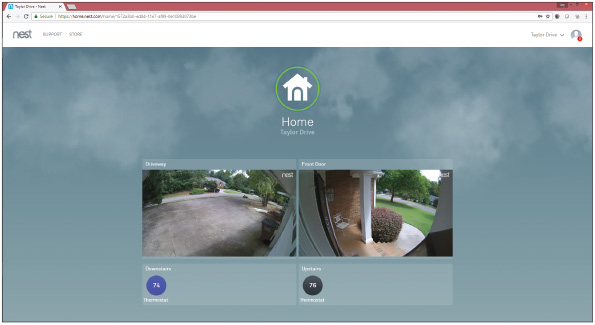 Taylor Drive - Nest
Secure
nest SUPPORT STORE Taylor Drive
Home
Taylor Drive
Driveway Front Door
nest nest
Downstairs Upstairs
74 76
thermostat thermostat